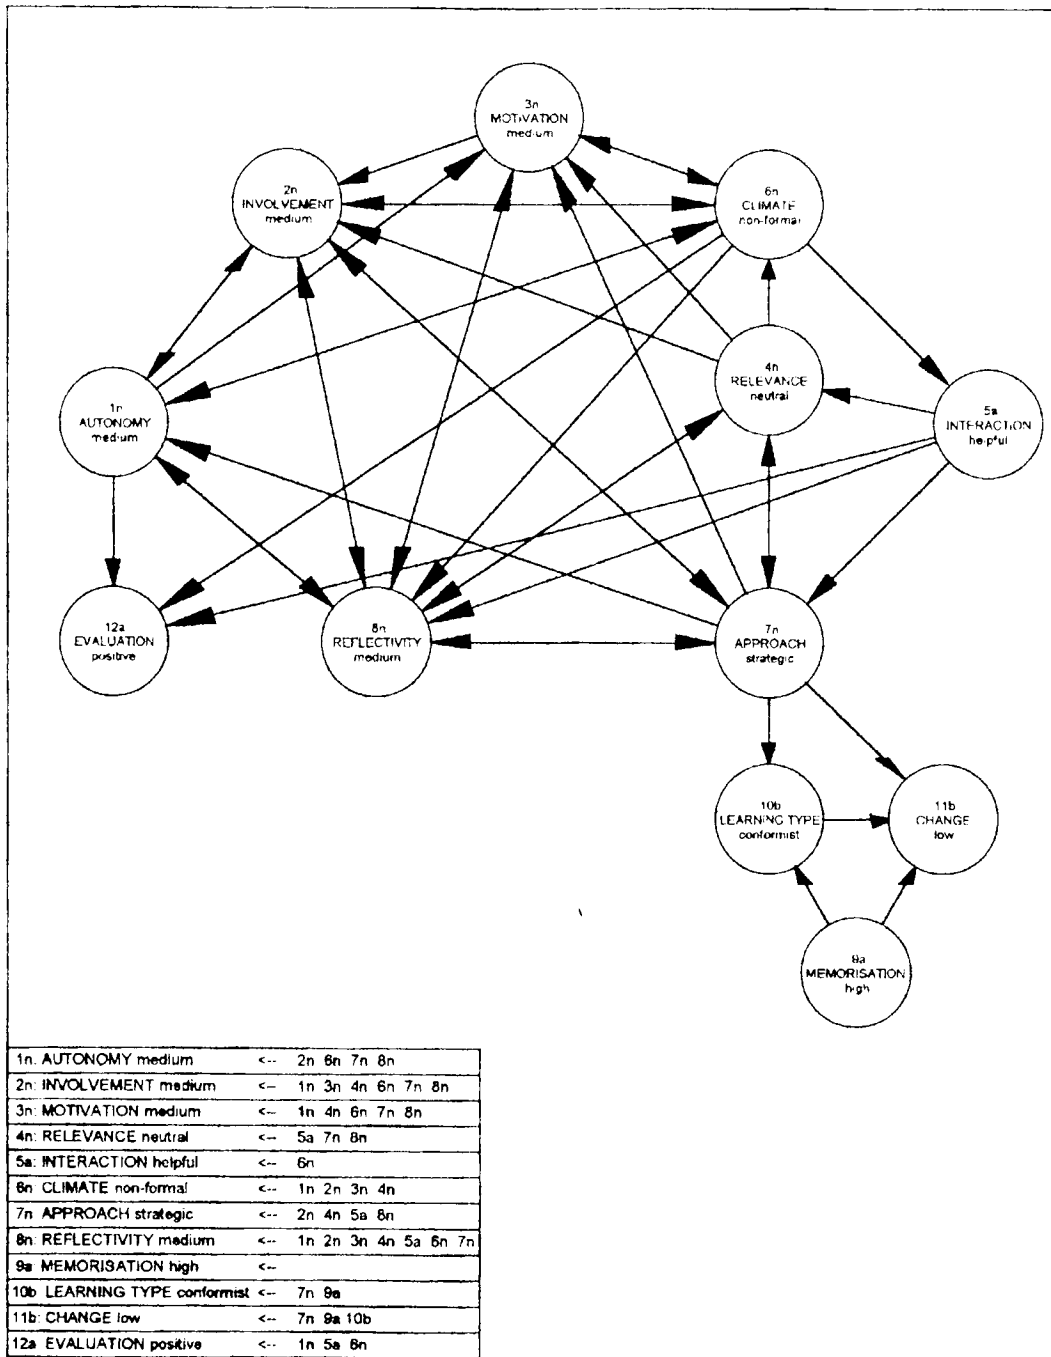 3n
MOTIVATION
medium
2n
INVOLVEMENT
medium
6n
CLIMATE
non-formal
4n
RELEVANCE
neutral
1n
AUTONOMY
medium
5a
INTERACTION
helpful
12a
EVALUATION
positive
8n
REFLECTIVITY
medium
7n
APPROACH
strategic
10b
LEARNING TYPE
conformist
11b
CHANGE
low
9a
MEMORISATION
high
1n: AUTONOMY medium <-- 2n 6n 7n 8n
2n: INVOLVEMENT medium <-- 1n 3n 4n 6n 7n 8n
3n: MOTIVATION medium <-- 1n 4n 6n 7n 8n
4n: RELEVANCE neutral <-- 5a 7n 8n
5a: INTERACTION helpful <-- 6n
6n: CLIMATE non-formal <-- 1n 2n 3n 4n
7n APPROACH strategic <-- 2n 4n 5a 8n
8n: REFLECTIVITY medium <-- 1n 2n 3n 4n 5a 6n 7n
9a MEMORISATION high <--
10b LEARNING TYPE conformist <-- 7n 9a
11b: CHANGE low <-- 7n 9a 10b
12a EVALUATION positive <-- 1n 5a 6n